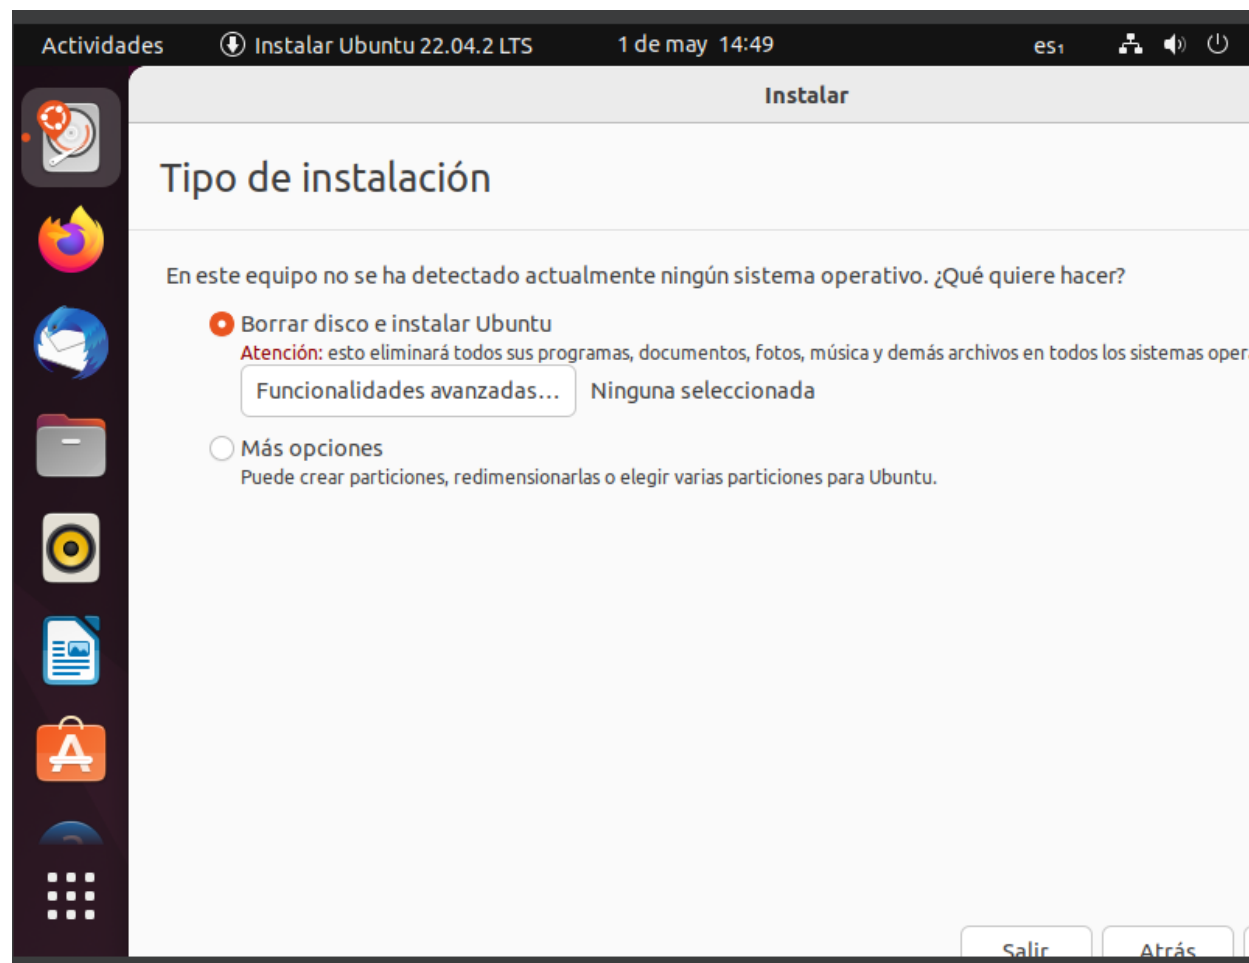 Actividades Instalar Ubuntu 22.04.2 LTS 1 de may 14:49 es₁
Instalar
Tipo de instalación
En este equipo no se ha detectado actualmente ningún sistema operativo. ¿Qué quiere hacer?
Borrar disco e instalar Ubuntu
Atención: esto eliminará todos sus programas, documentos, fotos, música y demás archivos en todos los sistemas
Funcionalidades avanzadas... Ninguna seleccionada
Más opciones
Puede crear particiones, redimensionarlas o elegir varias particiones para Ubuntu.
Salir Atrás